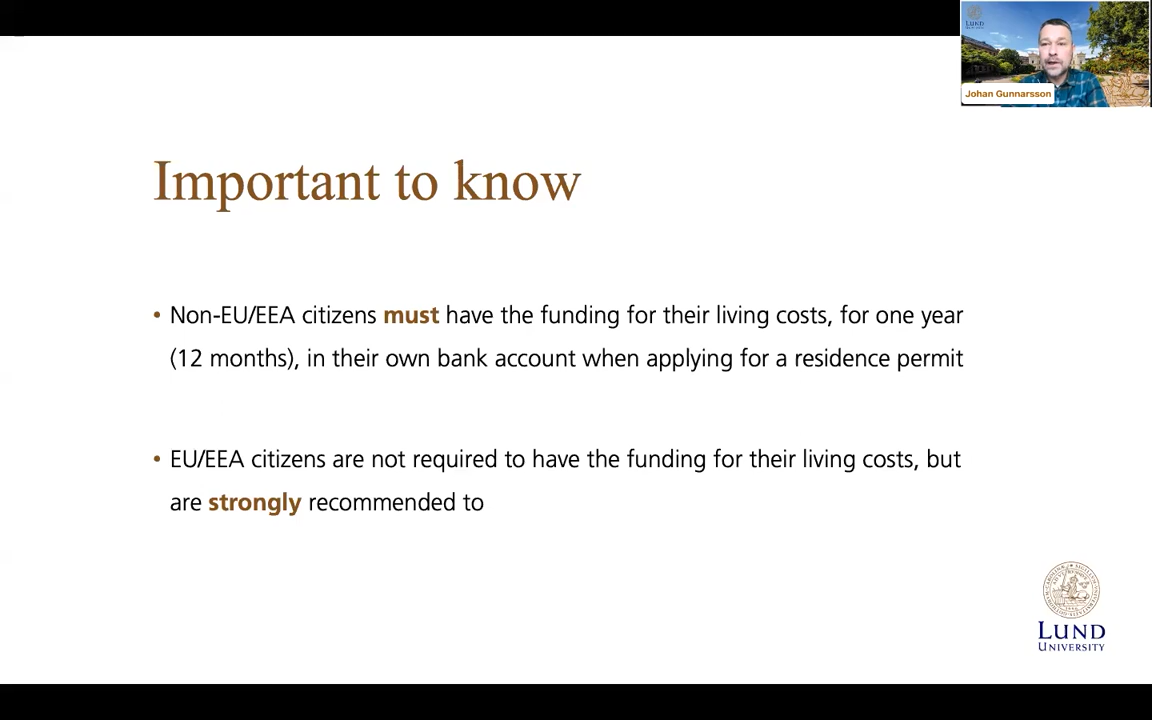 LUND
Johan Gunnarsson
Important to know
• Non-EU/EEA citizens must have the funding for their living costs, for one year
(12 months), in their own bank account when applying for a residence permit
• EU/EEA citizens are not required to have the funding for their living costs, but
are strongly recommended to
LUND
UNIVERSITY